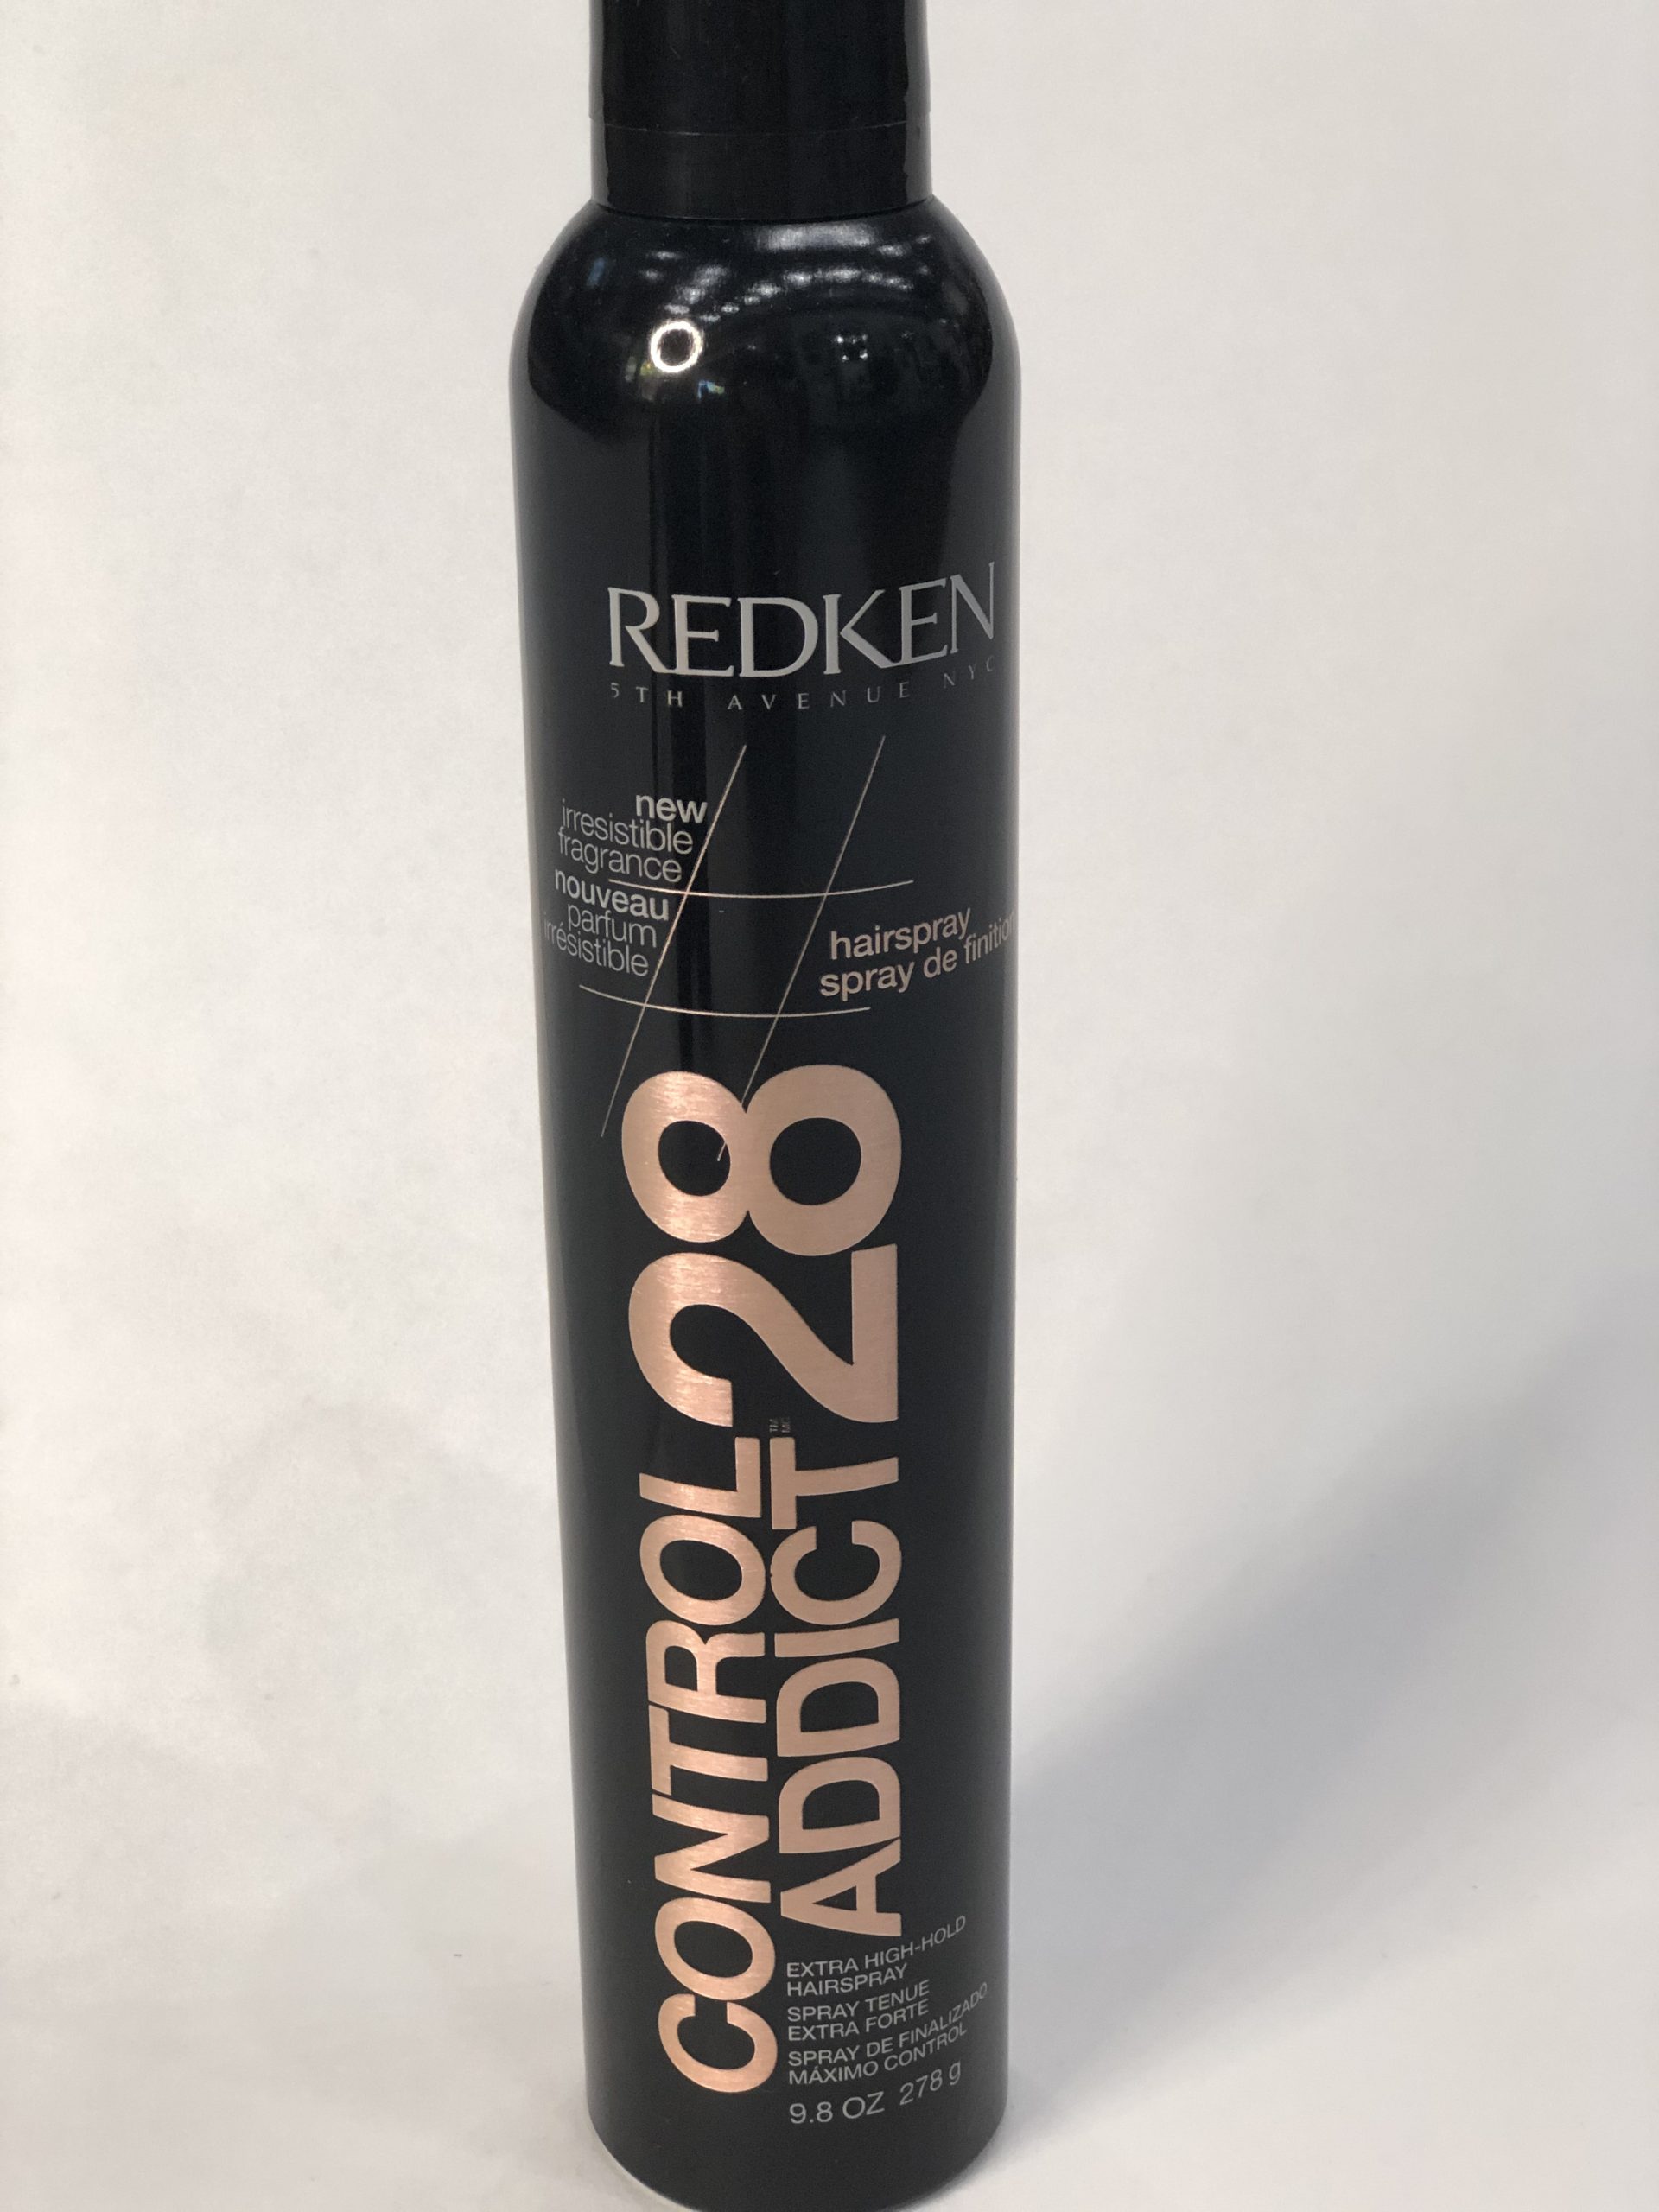 REDKEN
5TH AVENUE NYC
new
irresistible
fragrance
nouveau
parfum
irrésistible
hairspray
spray de finition
CONTROL 28
ADDICT 28
EXTRA HIGH-HOLD
HAIRSPRAY
SPRAY TENUE
EXTRA FORTE
SPRAY DE FINALIZADO
MÁXIMO CONTROL
9.8 OZ 278 g